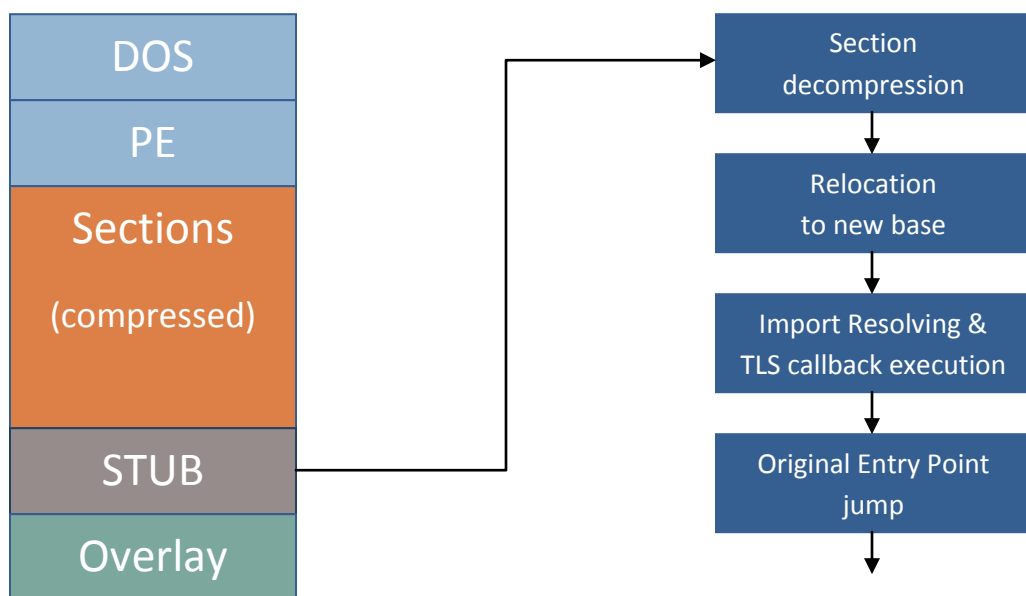 DOS
PE
Sections
(compressed)
STUB
Overlay
Section
decompression
Relocation
to new base
Import Resolving &
TLS callback execution
Original Entry Point
jump